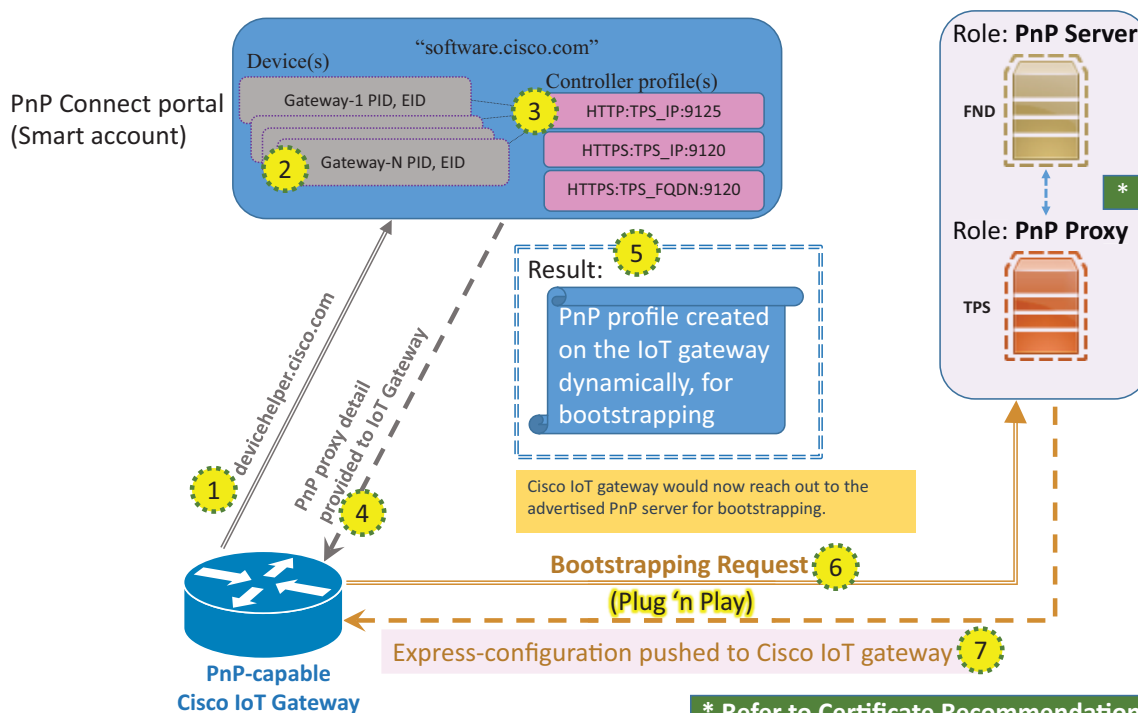 PnP Connect portal
(Smart account)
“software.cisco.com”
Device(s)
Controller profile(s)
Gateway-1 PID, EID
2
Gateway-N PID, EID
3
HTTP:TPS_IP:9125
HTTPS:TPS_IP:9120
HTTPS:TPS_FQDN:9120
Role: PnP Server
FND
*
Role: PnP Proxy
TPS
1
devicehelper.cisco.com
PnP proxy detail
provided to IoT Gateway
4
5
Result:
PnP profile created
on the IoT gateway
dynamically, for
bootstrapping
Cisco IoT gateway would now reach out to the
advertised PnP server for bootstrapping.
Bootstrapping Request
6
(Plug ‘n Play)
Express-configuration pushed to Cisco IoT gateway
7
PnP-capable
Cisco IoT Gateway
* Refer to Certificate Recommendation